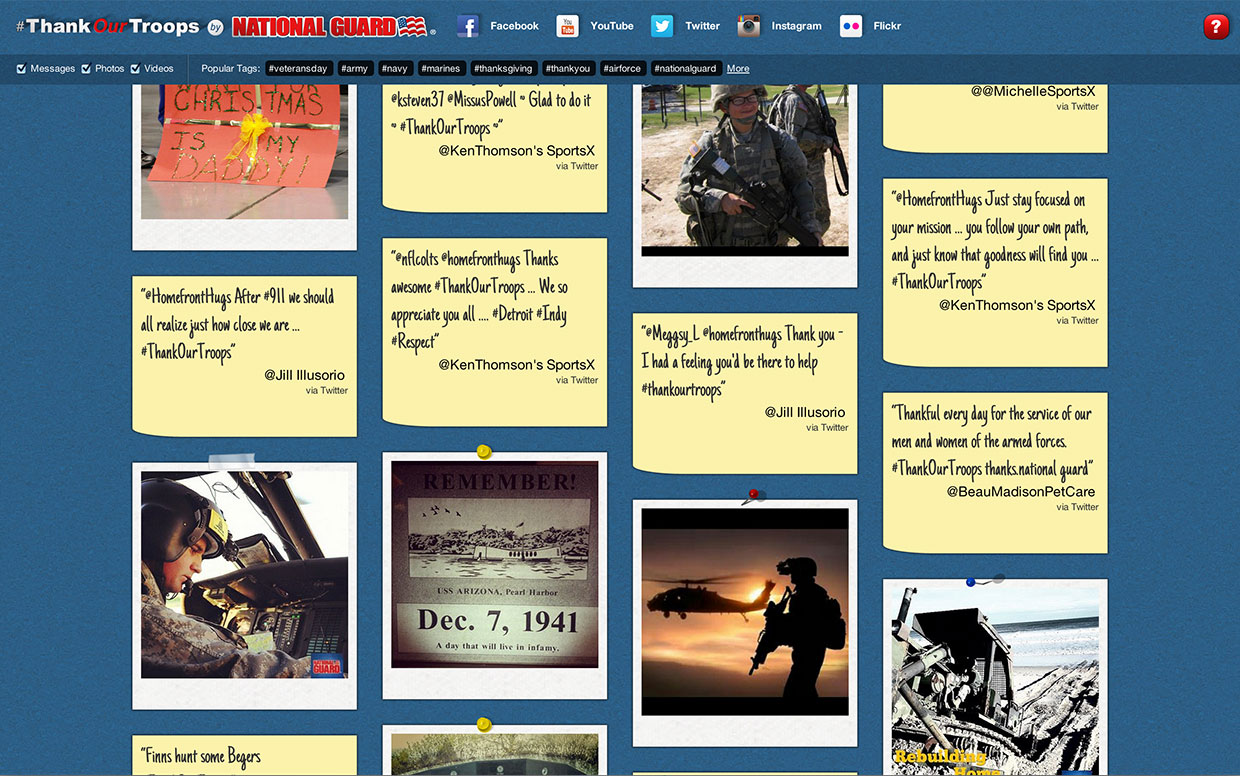 #ThankOurTroops by NATIONAL GUARD ®
Facebook
YouTube
Twitter
Instagram
Flickr
?
Messages
Photos
Videos
Popular Tags:
#veteransday
#army
#navy
#marines
#thanksgiving
#thankyou
#airforce
#nationalguard
More
CHRISTMAS
IS MY
DADDY!
"@HomefrontHugs After #911 we should
all realize just how close we are ...
#ThankOurTroops"
@Jill Illusorio
via Twitter
NATIONAL
GUARD
"Finns hunt some Begers
@ksteven37 @MissusPowell ~ Glad to do it
~ #ThankOurTroops ~"
@KenThomson's SportsX
via Twitter
"@nflcolts @homefronthugs Thanks
awesome #ThankOurTroops ... We so
appreciate you all .... #Detroit #Indy
#Respect"
@KenThomson's SportsX
via Twitter
REMEMBER!
USS ARIZONA, Pearl Harbor
Dec. 7, 1941
A day that will live in infamy.
"@Meggsy_L @homefronthugs Thank you -
I had a feeling you'd be there to help
#thankourtroops"
@Jill Illusorio
via Twitter
@@MichelleSportsX
via Twitter
"@HomefrontHugs Just stay focused on
your mission ... you follow your own path,
and just know that goodness will find you ...
#ThankOurTroops"
@KenThomson's SportsX
via Twitter
"Thankful every day for the service of our
men and women of the armed forces.
#ThankOurTroops thanks.national guard"
@BeauMadisonPetCare
via Twitter
Rebuilding
Home